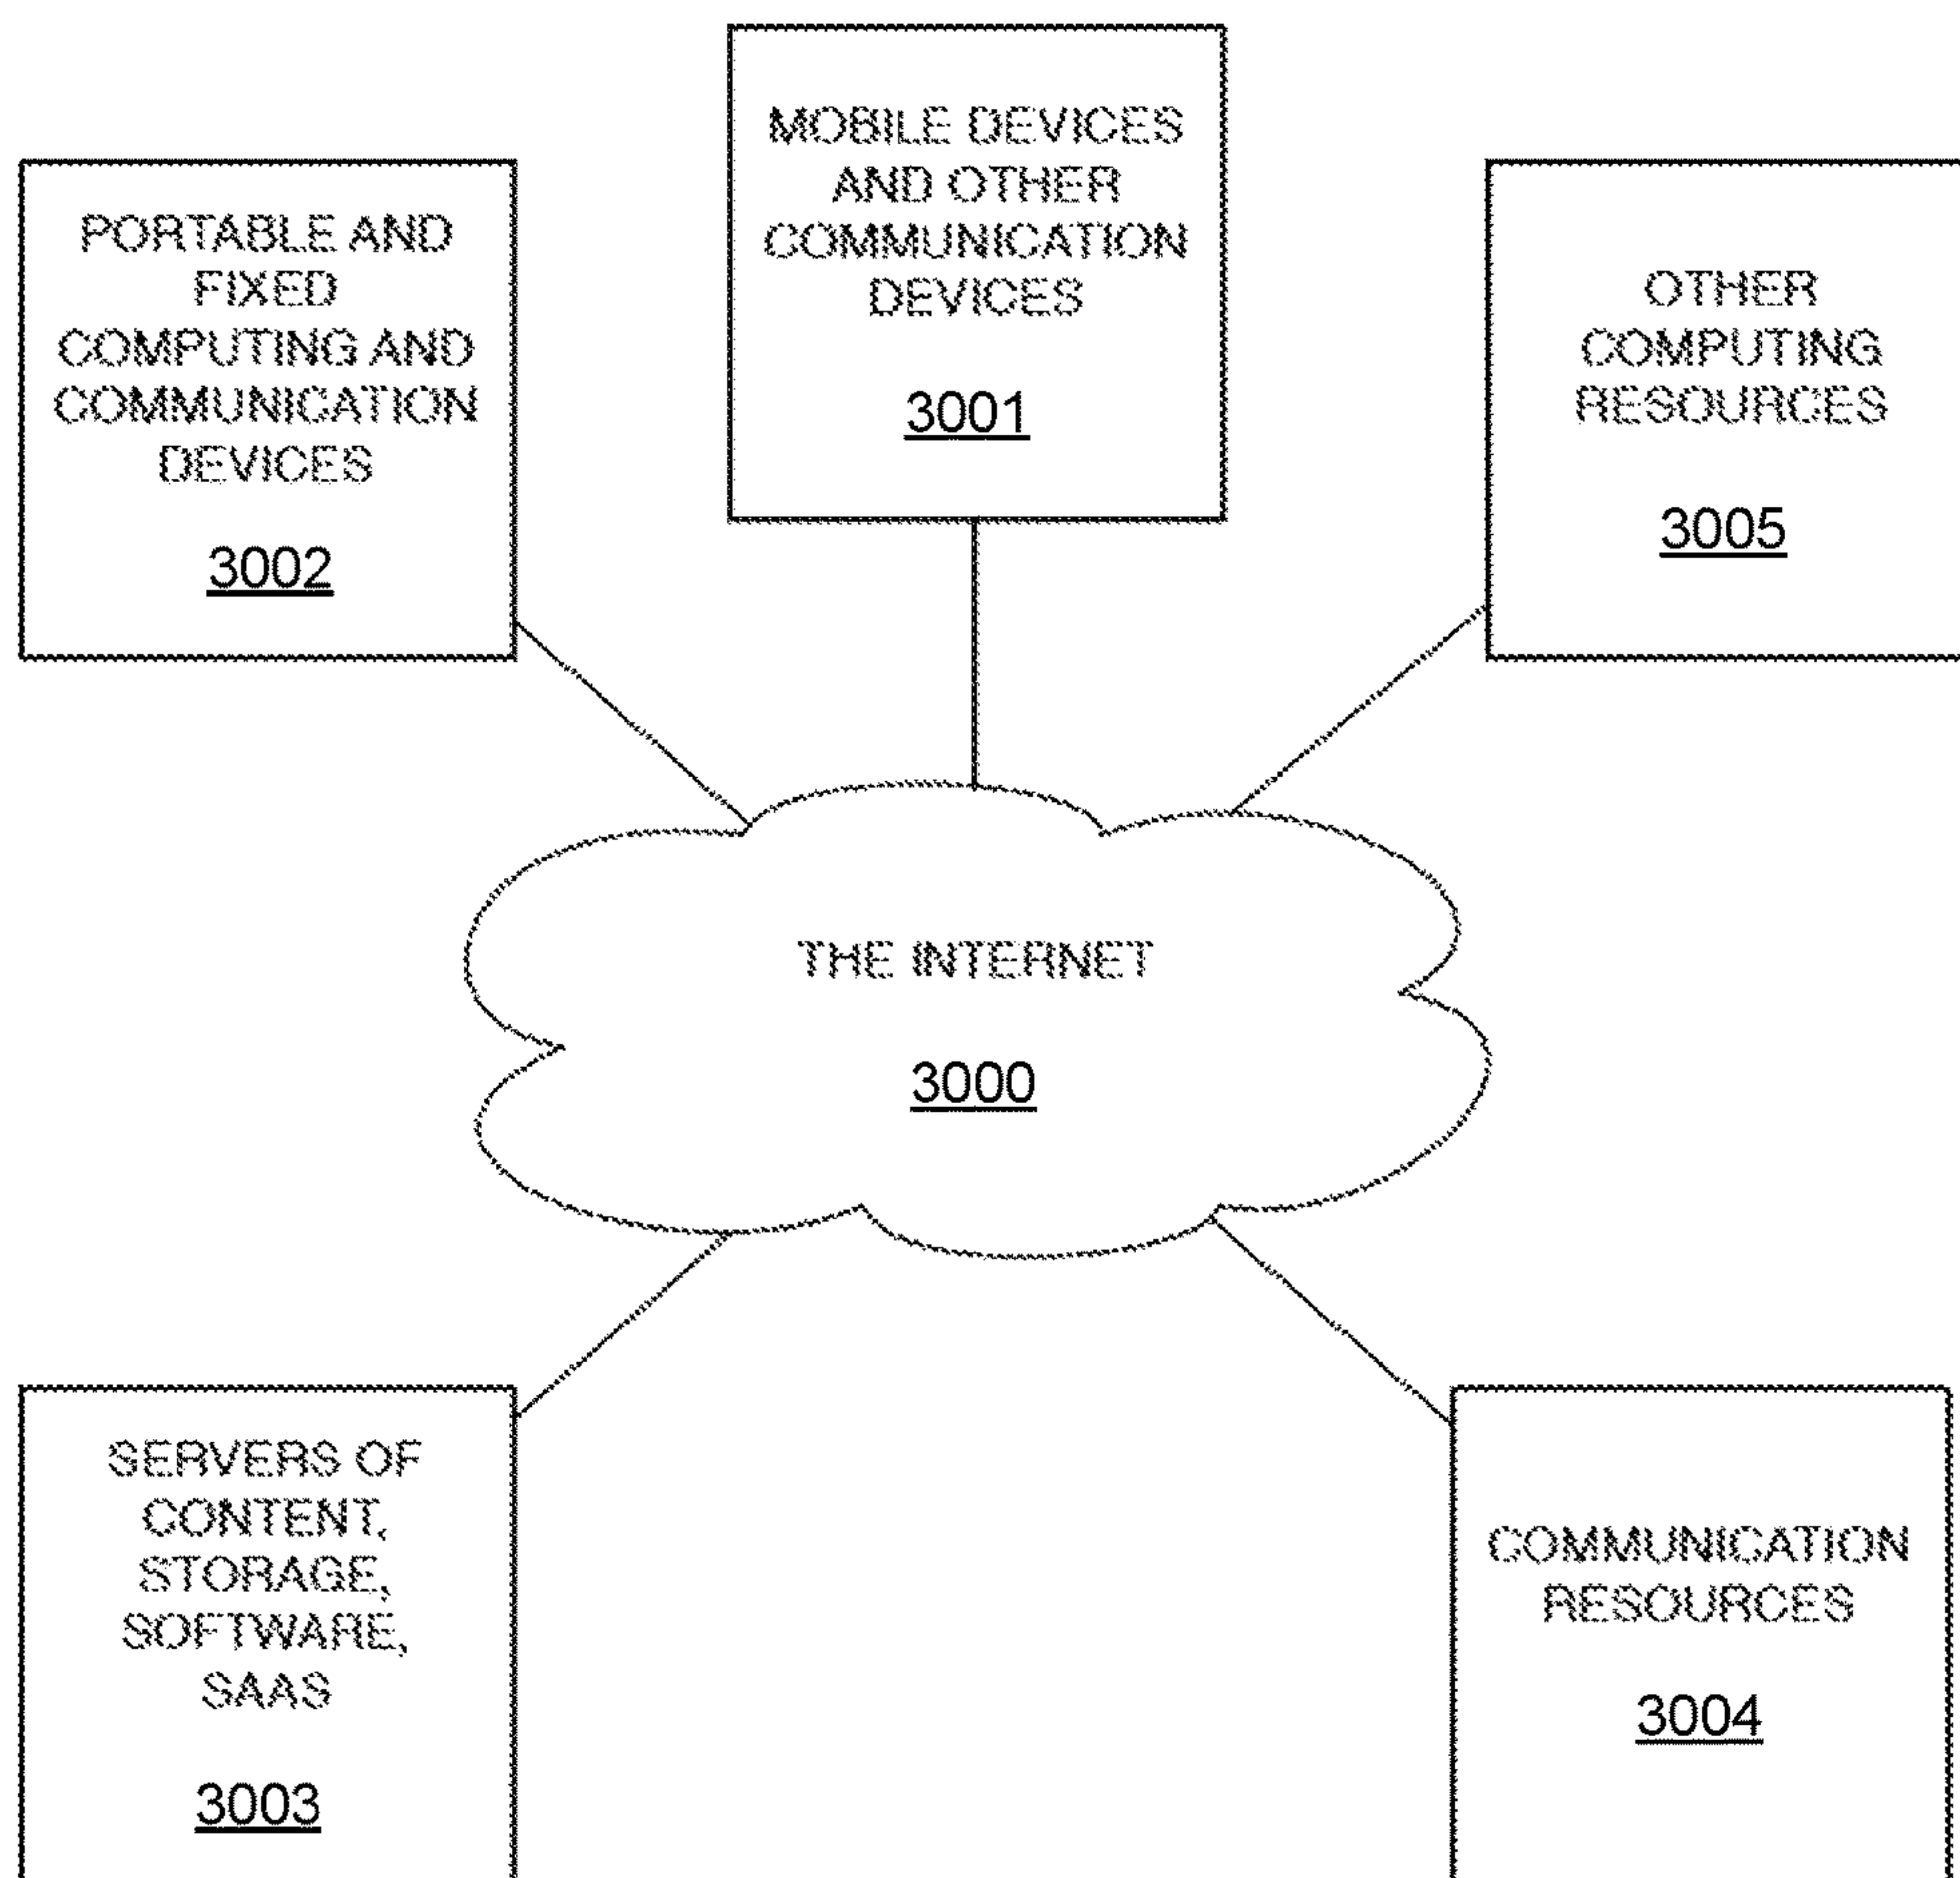 MOBILE DEVICES
AND OTHER
COMMUNICATION
DEVICES
3001
PORTABLE AND
FIXED
COMPUTING AND
COMMUNICATION
DEVICES
3002
OTHER
COMPUTING
RESOURCES
3005
THE INTERNET
3000
SERVERS OF
CONTENT,
STORAGE,
SOFTWARE,
SAAS
3003
COMMUNICATION
RESOURCES
3004